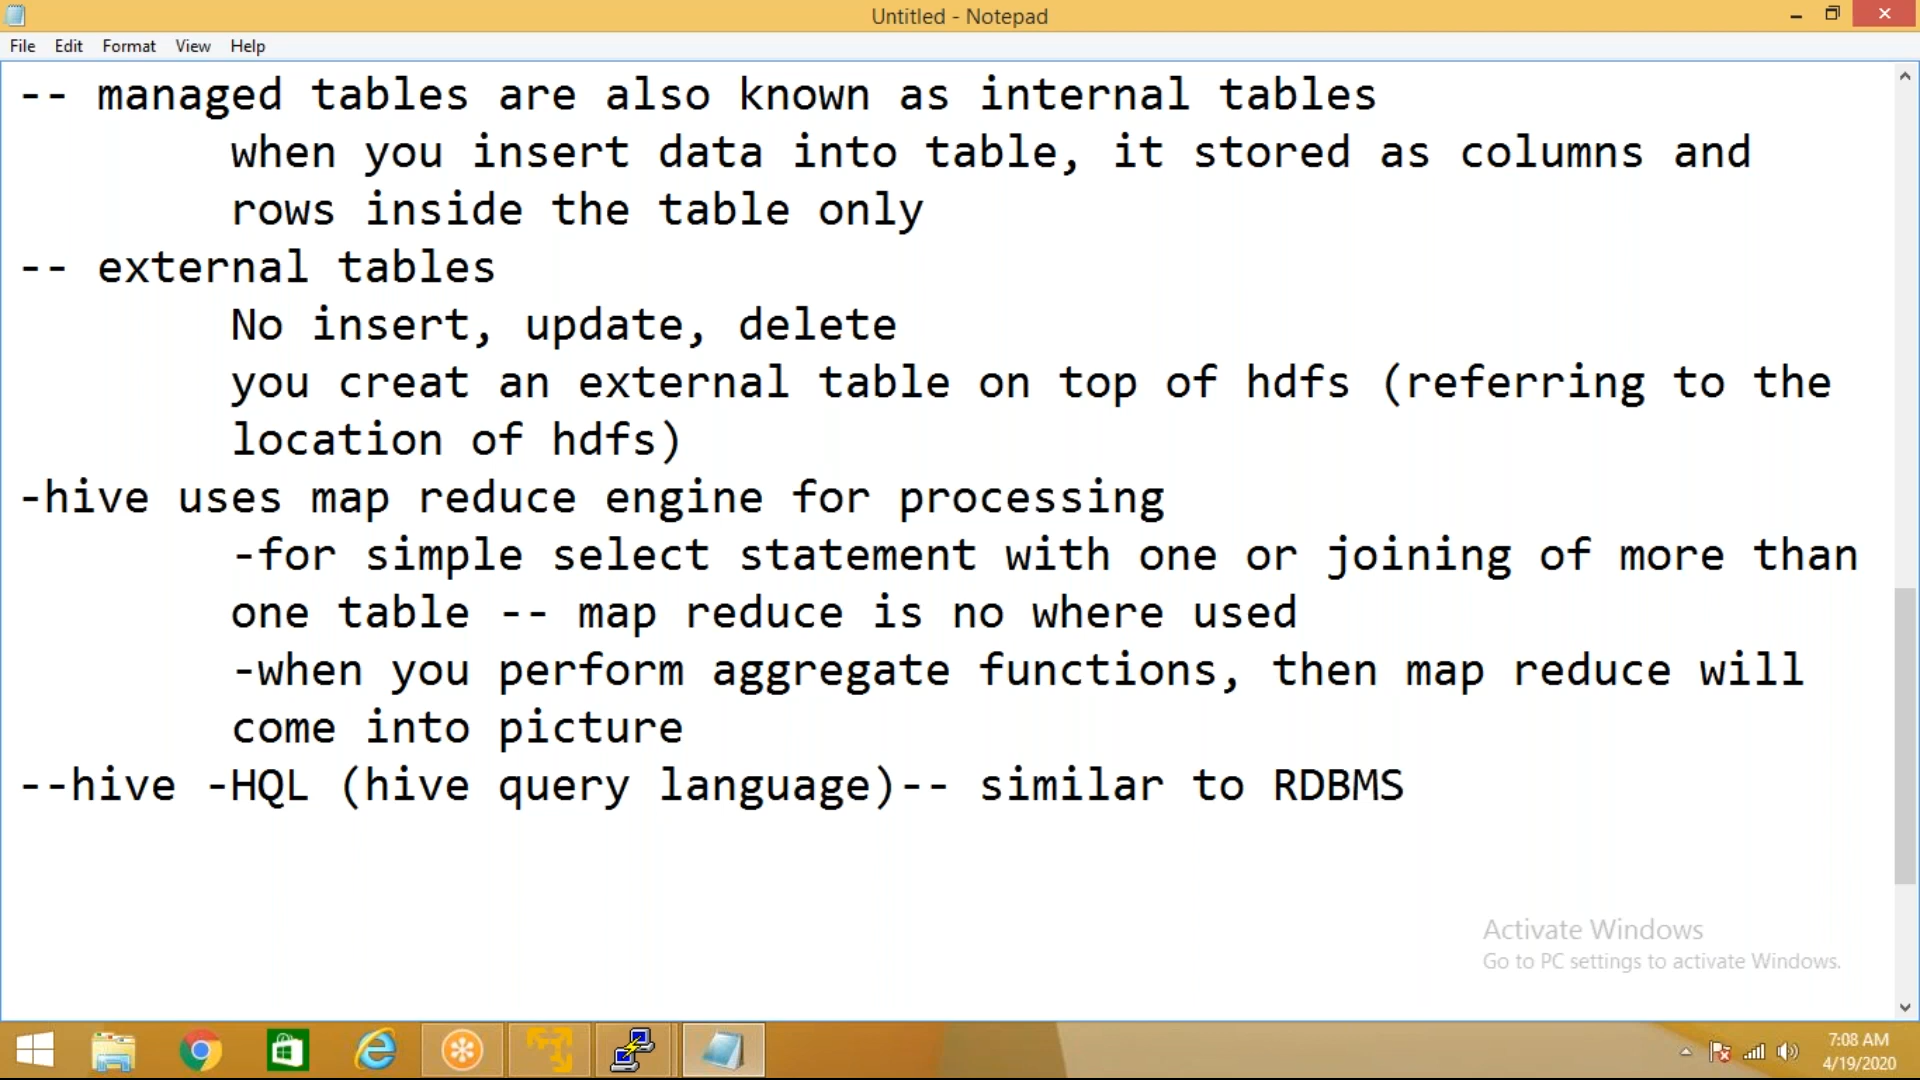 Untitled - Notepad
File Edit Format View Help
-- managed tables are also known as internal tables
when you insert data into table, it stored as columns and
rows inside the table only
-- external tables
No insert, update, delete
you creat an external table on top of hdfs (referring to the
location of hdfs)
-hive uses map reduce engine for processing
-for simple select statement with one or joining of more than
one table -- map reduce is no where used
-when you perform aggregate functions, then map reduce will
come into picture
--hive -HQL (hive query language)-- similar to RDBMS
Activate Windows
Go to PC settings to activate Windows.
7:08 AM
4/19/2020